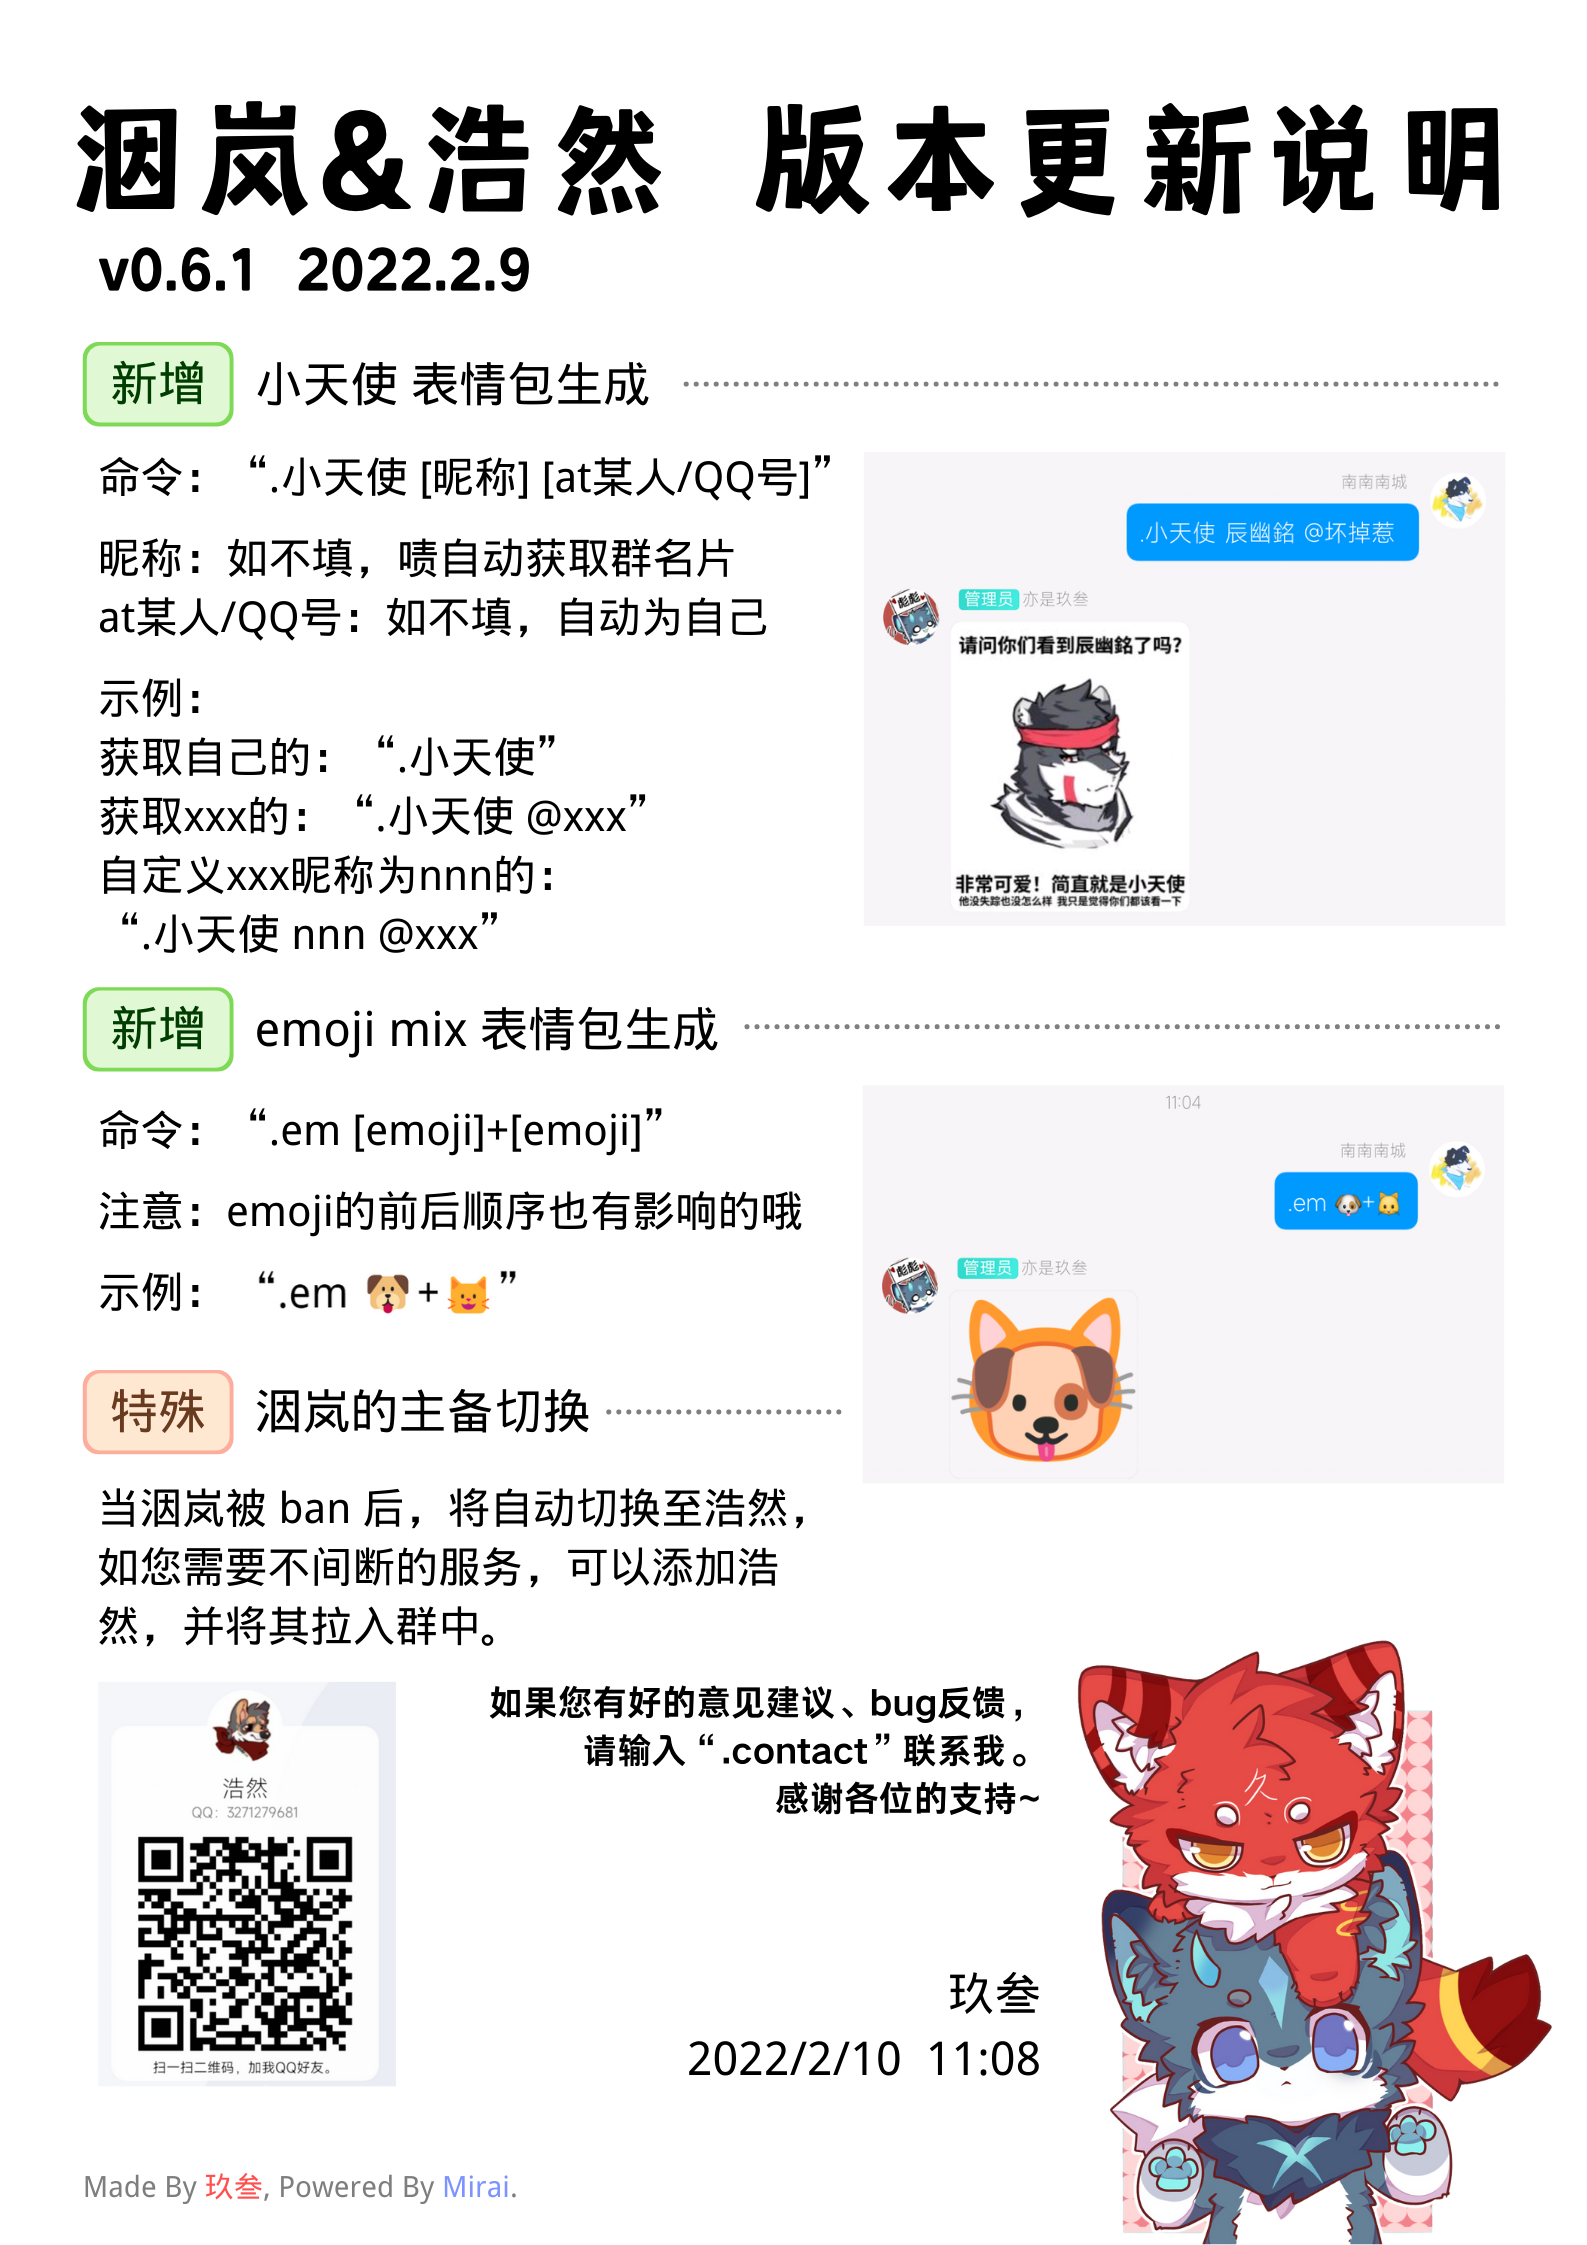 洇岚&浩然 版本更新说明
v0.6.1 2022.2.9
新增 小天使 表情包生成
命令：“.小天使 [昵称] [at某人/QQ号]”
昵称：如不填，啧自动获取群名片
at某人/QQ号：如不填，自动为自己
示例：
获取自己的：“.小天使”
获取xxx的：“.小天使 @xxx”
自定义xxx昵称为nnn的：
“.小天使 nnn @xxx”
南南南城
.小天使 辰幽銘 @坏掉惹
彪彪
管理员 亦是玖叁
请问你们看到辰幽銘了吗?
非常可爱！简直就是小天使
他没失踪也没怎么样 我只是觉得你们都该看一下
新增 emoji mix 表情包生成
命令：“.em [emoji]+[emoji]”
注意：emoji的前后顺序也有影响的哦
示例：“.em 🐶+😺”
11:04
南南南城
.em 🐶+🐱
彪彪
管理员 亦是玖叁
特殊 洇岚的主备切换
当洇岚被 ban 后，将自动切换至浩然，
如您需要不间断的服务，可以添加浩
然，并将其拉入群中。
浩然
QQ：3271279681
扫一扫二维码，加我QQ好友。
如果您有好的意见建议、bug反馈，
请输入“.contact”联系我。
感谢各位的支持~
久
玖叁
2022/2/10 11:08
Made By 玖叁, Powered By Mirai.